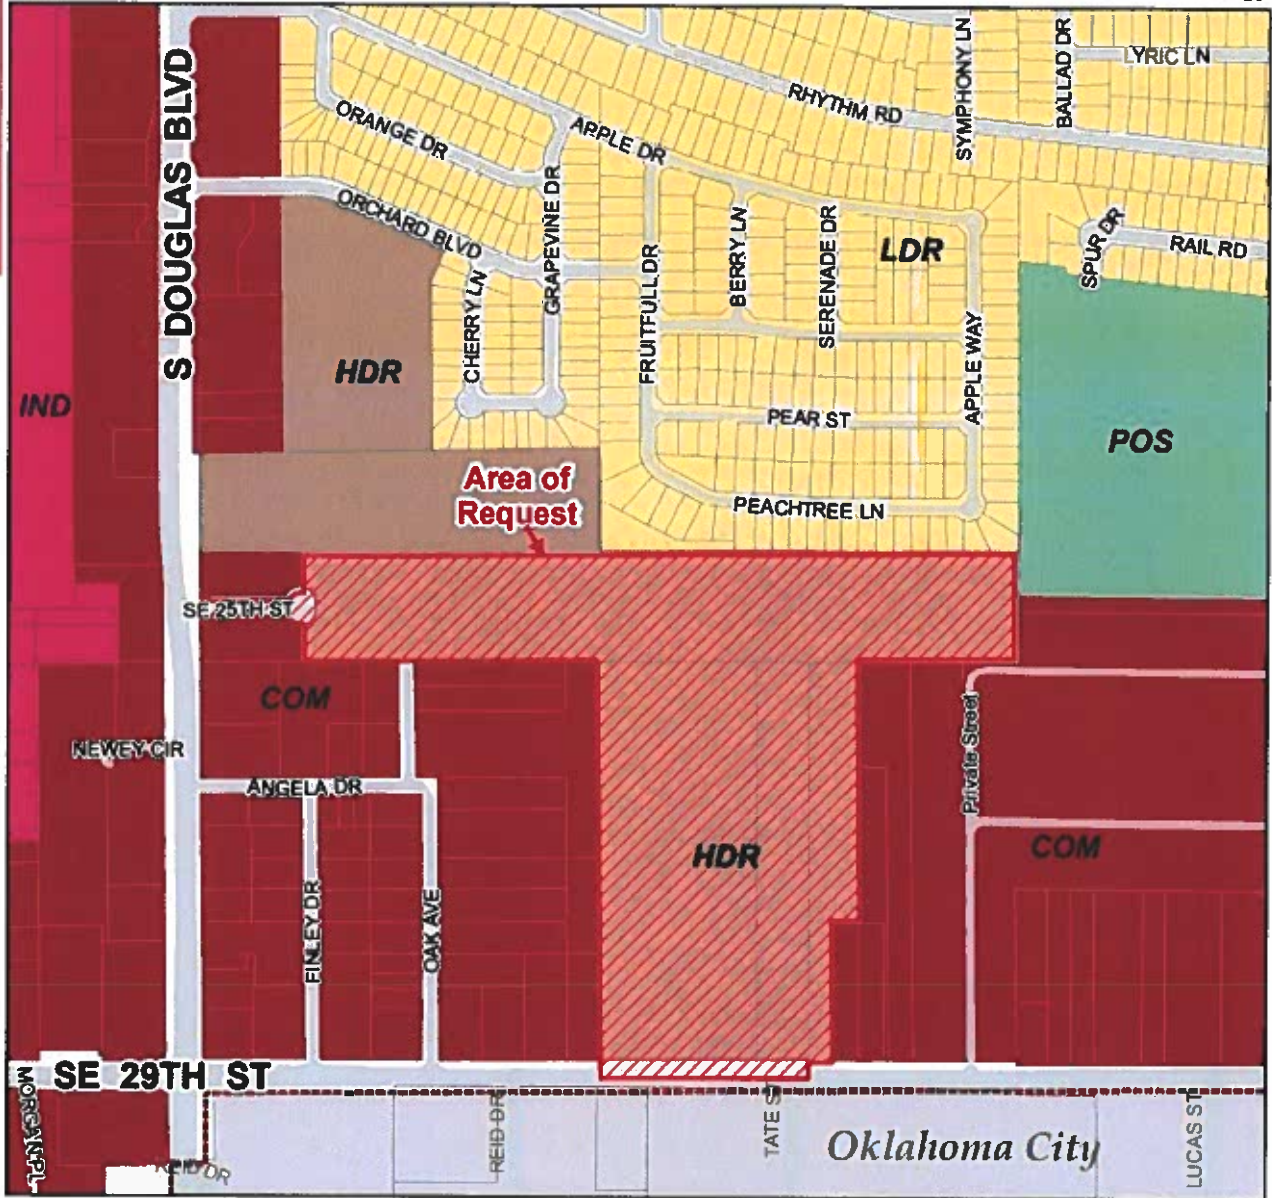 S DOUGLAS BLVD
ORANGE DR
APPLE DR
RHYTHM RD
SYMPHONY LN
BALLAD DR
LYRIC LN
ORCHARD BLVD
GRAPEVINE DR
CHERRY LN
FRUITFULL DR
BERRY LN
SERENADE DR
LDR
APPLE WAY
SPUR DR
RAIL RD
IND
HDR
PEAR ST
POS
Area of
Request
PEACHTREE LN
SE 25TH ST
COM
NEWEY CIR
ANGELA DR
Private Street
HDR
COM
FINLEY DR
OAK AVE
SE 29TH ST
MORGAN PL
REID DR
REID DR
TATE ST
Oklahoma City
LUCAS ST